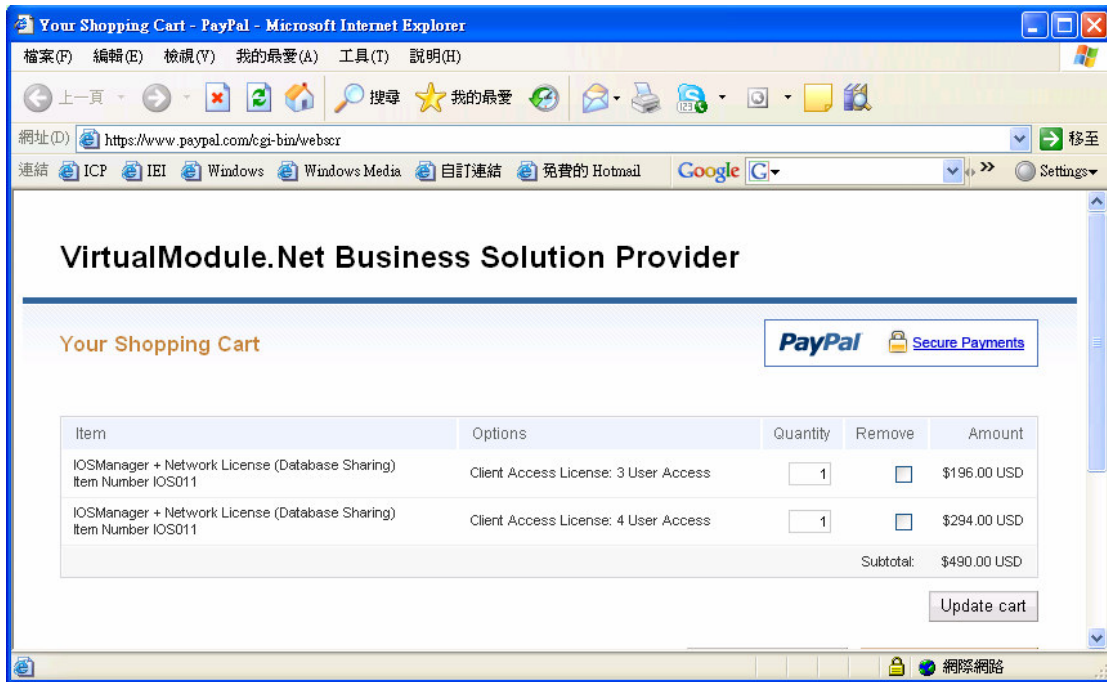 Your Shopping Cart - PayPal - Microsoft Internet Explorer
檔案(F) 編輯(E) 檢視(V) 我的最愛(A) 工具(T) 說明(H)
上一頁 搜尋 我的最愛
網址(D) https://www.paypal.com/cgi-bin/webscr 移至
連結 ICP IEI Windows Windows Media 自訂連結 免費的 Hotmail Google G Settings
VirtualModule.Net Business Solution Provider
Your Shopping Cart
PayPal Secure Payments
Item Options Quantity Remove Amount
IOSManager + Network License (Database Sharing)
Item Number IOS011
Client Access License: 3 User Access 1 $196.00 USD
IOSManager + Network License (Database Sharing)
Item Number IOS011
Client Access License: 4 User Access 1 $294.00 USD
Subtotal: $490.00 USD
Update cart
網際網路